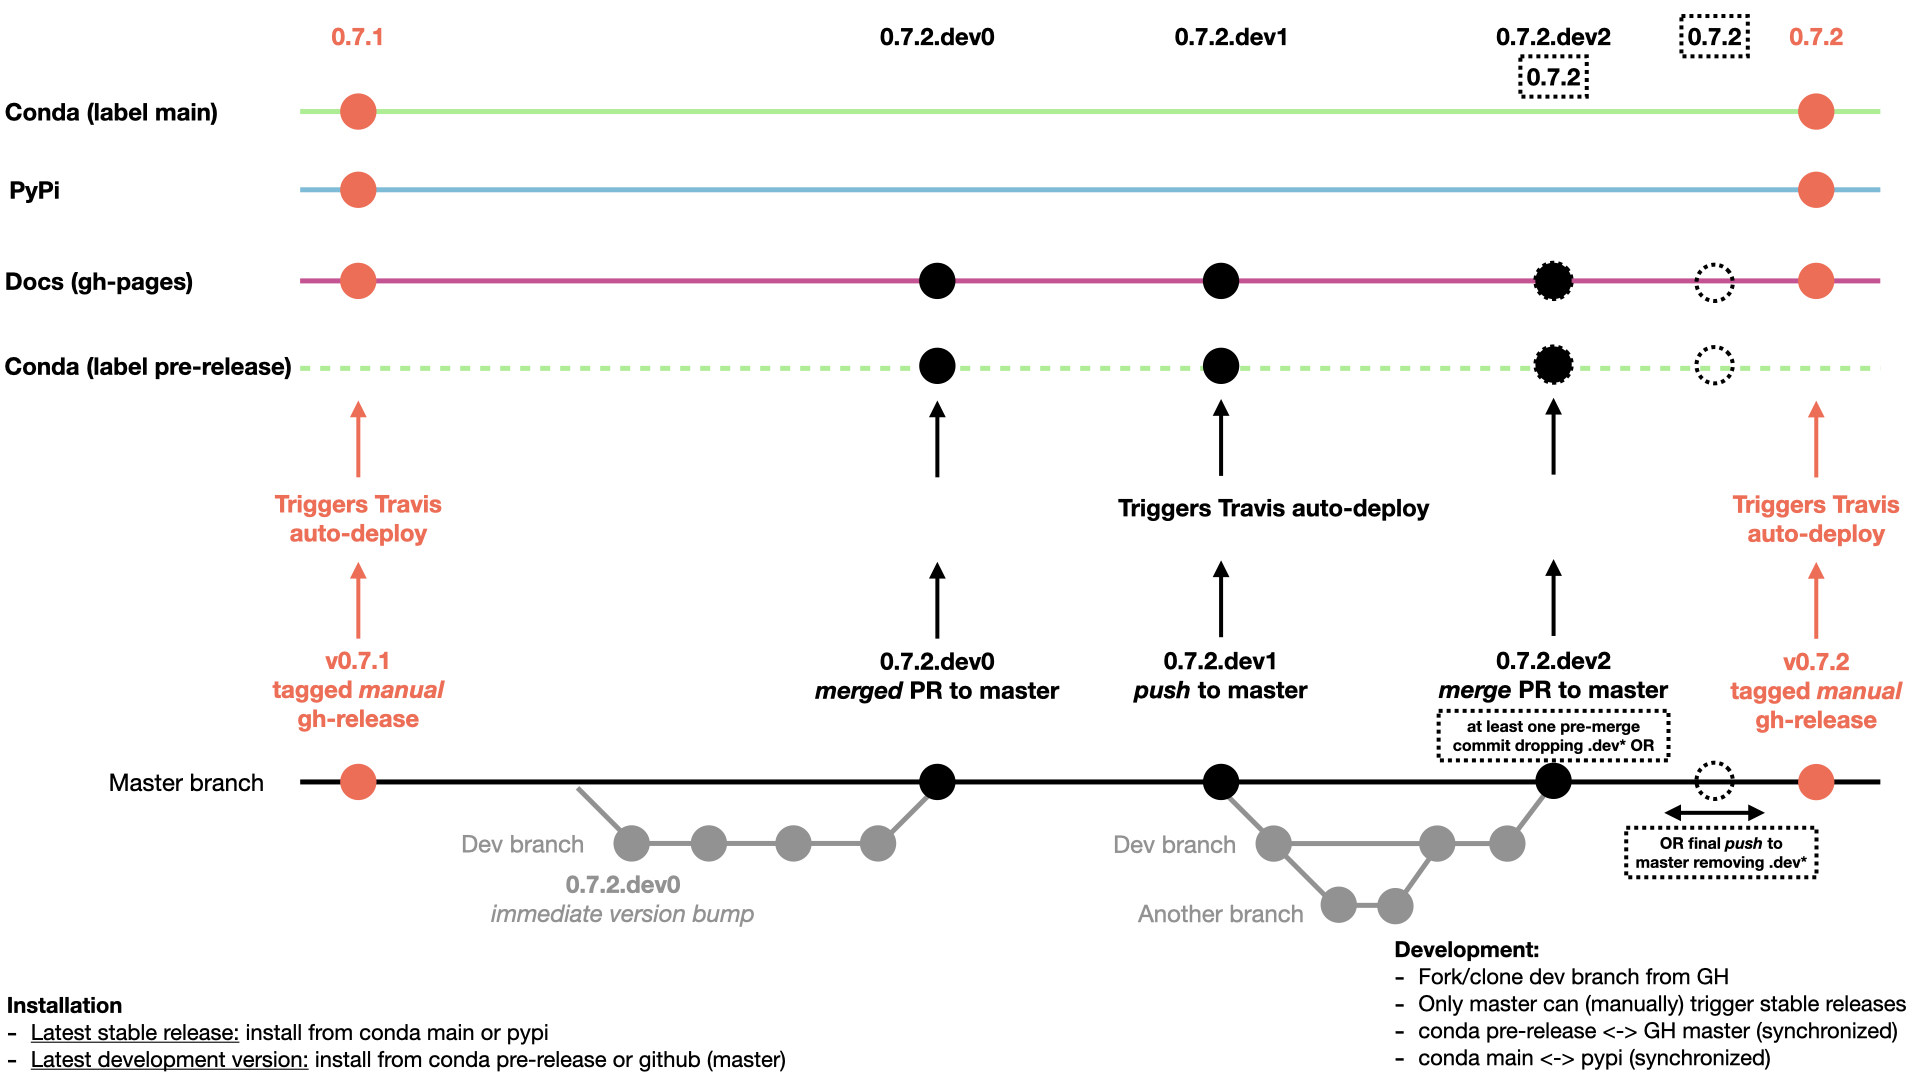 0.7.1
0.7.2.dev0
0.7.2.dev1
0.7.2.dev2
0.7.2
0.7.2
0.7.2
Conda (label main)
PyPi
Docs (gh-pages)
Conda (label pre-release)
Triggers Travis
auto-deploy
Triggers Travis auto-deploy
Triggers Travis
auto-deploy
v0.7.1
tagged manual
gh-release
0.7.2.dev0
merged PR to master
0.7.2.dev1
push to master
0.7.2.dev2
merge PR to master
at least one pre-merge
commit dropping .dev* OR
v0.7.2
tagged manual
gh-release
Master branch
OR final push to
master removing .dev*
Dev branch
0.7.2.dev0
immediate version bump
Dev branch
Another branch
Development:
- Fork/clone dev branch from GH
- Only master can (manually) trigger stable releases
- conda pre-release <-> GH master (synchronized)
- conda main <-> pypi (synchronized)
Installation
- Latest stable release: install from conda main or pypi
- Latest development version: install from conda pre-release or github (master)